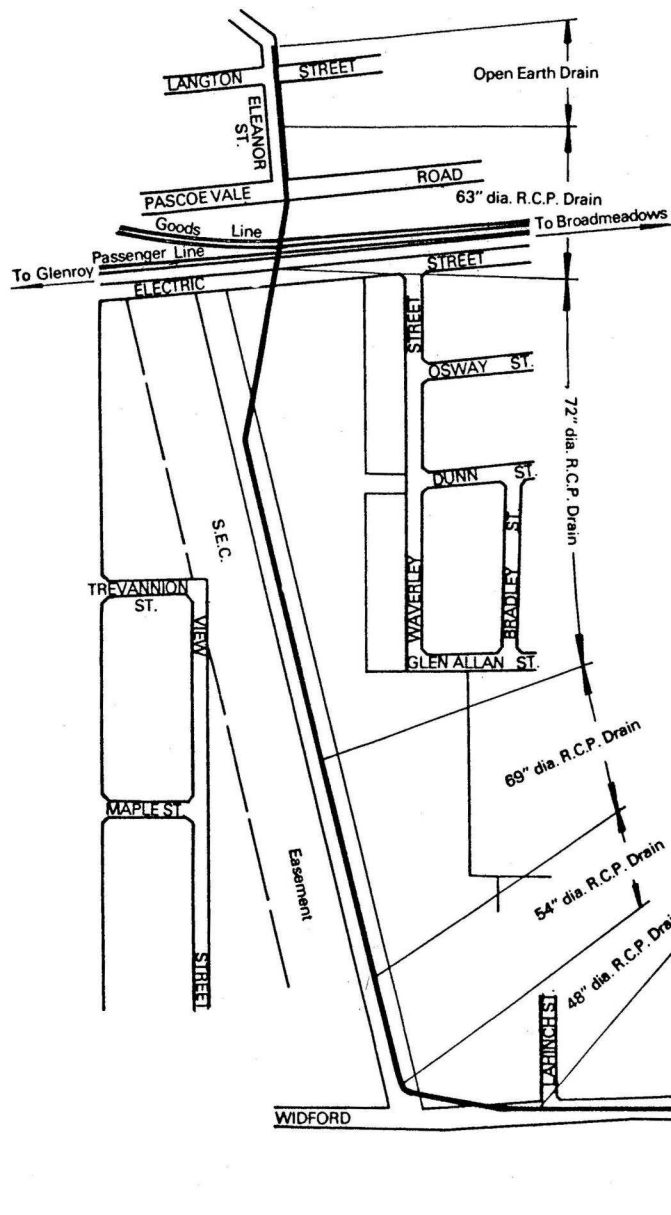 LANGTON STREET
Open Earth Drain
ELEANOR
ST.
PASCOE VALE ROAD
63" dia. R.C.P. Drain
Goods Line
To Broadmeadows
Passenger Line
To Glenroy
ELECTRIC STREET
WAVERLEY STREET
OSWAY ST.
72" dia. R.C.P. Drain
DUNN ST.
S.E.C.
BRADLEY ST.
TREVANNION
ST.
VIEW STREET
GLEN ALLAN ST.
69" dia. R.C.P. Drain
MAPLE ST.
Easement
54" dia. R.C.P. Drain
48" dia. R.C.P. Drai
LAHINCH ST.
WIDFORD